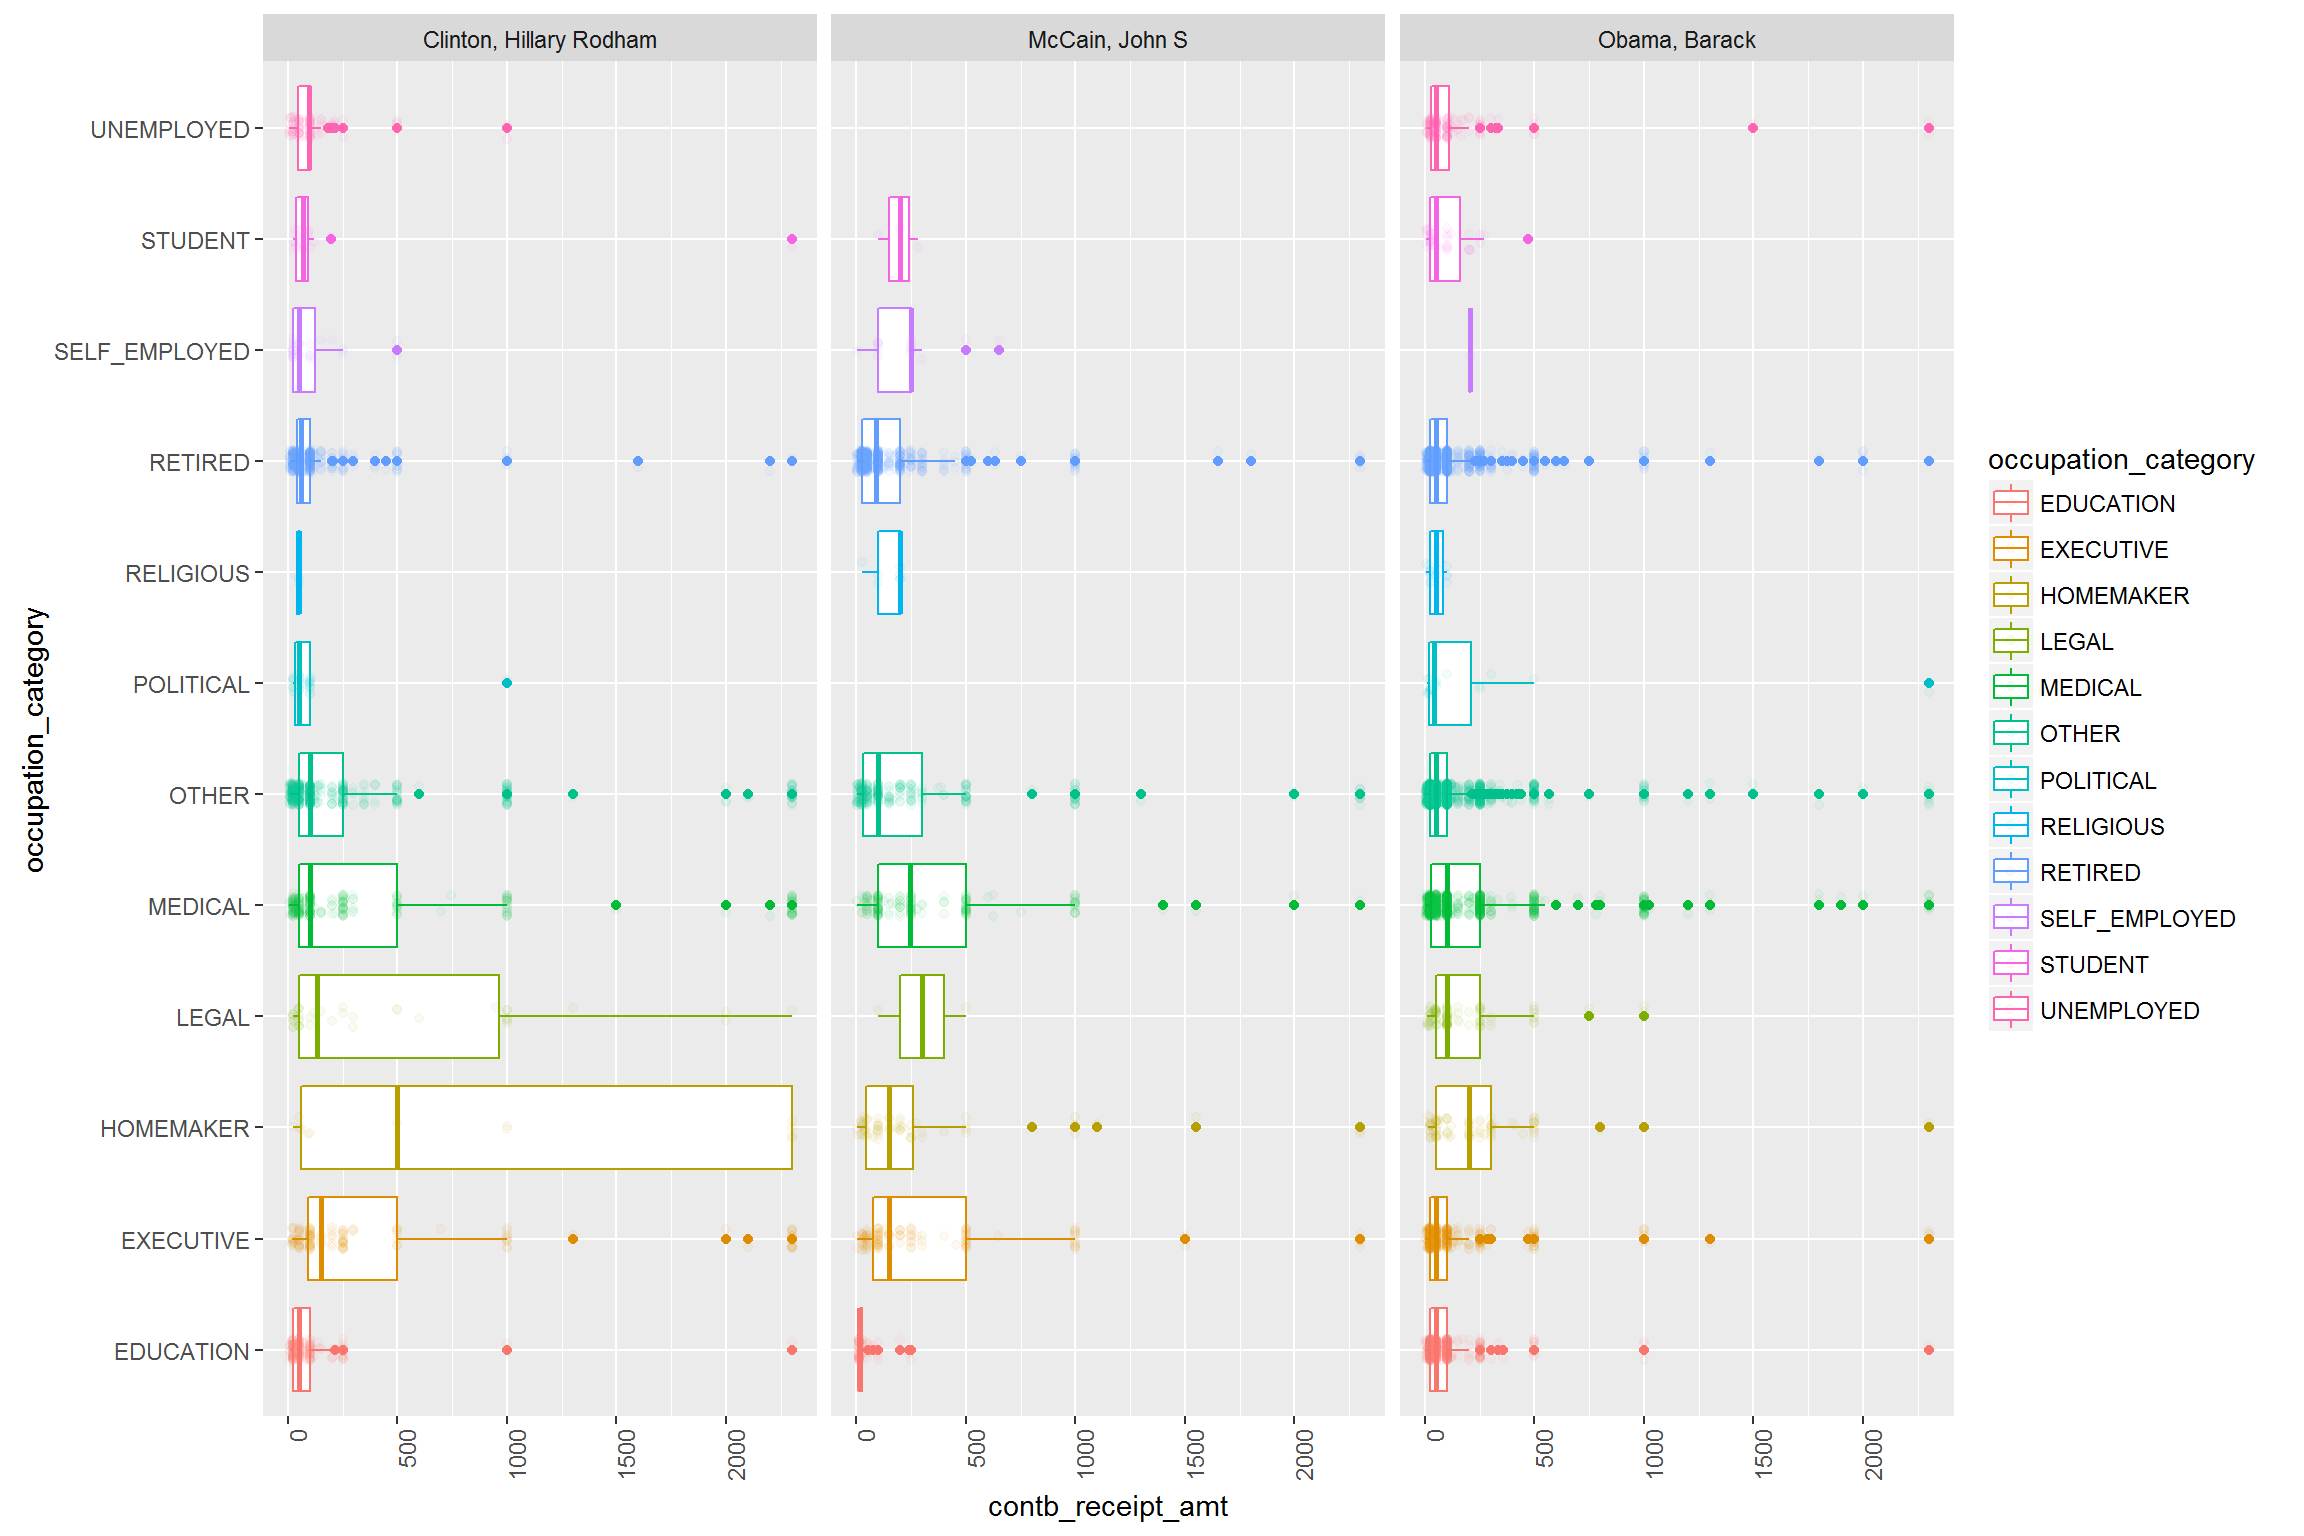 Clinton, Hillary Rodham
McCain, John S
Obama, Barack
UNEMPLOYED
STUDENT
SELF_EMPLOYED
RETIRED
RELIGIOUS
POLITICAL
OTHER
MEDICAL
LEGAL
HOMEMAKER
EXECUTIVE
EDUCATION
occupation_category
0
500
1000
1500
2000
0
500
1000
1500
2000
0
500
1000
1500
2000
contb_receipt_amt
occupation_category
EDUCATION
EXECUTIVE
HOMEMAKER
LEGAL
MEDICAL
OTHER
POLITICAL
RELIGIOUS
RETIRED
SELF_EMPLOYED
STUDENT
UNEMPLOYED